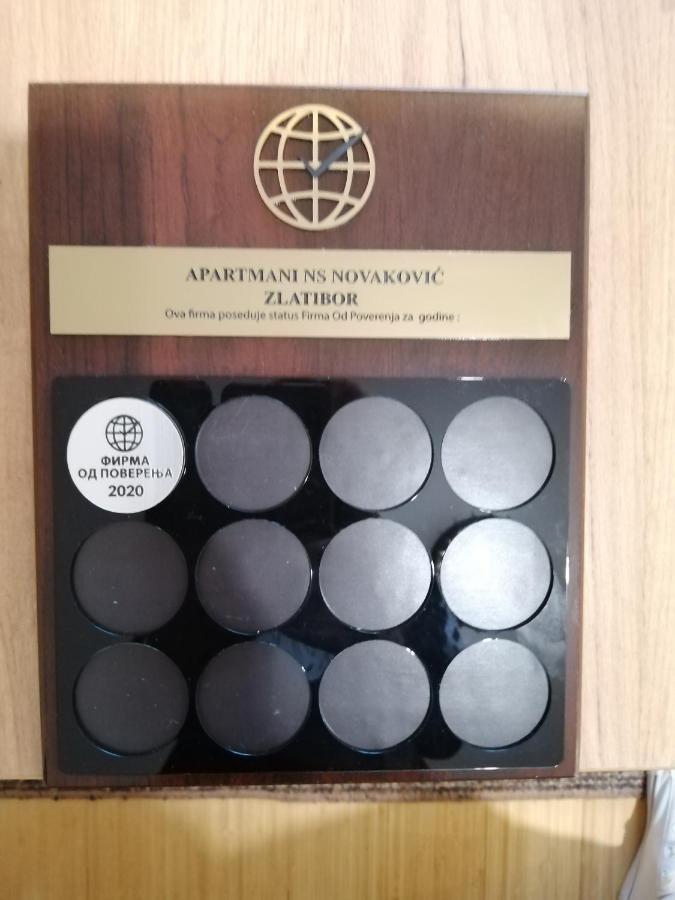 APARTMANI NS NOVAKOVIĆ
ZLATIBOR
Ova firma poseduje status Firma Od Poverenja za godine :
ФИРМА
ОД ПОВЕРЕЊА
2020